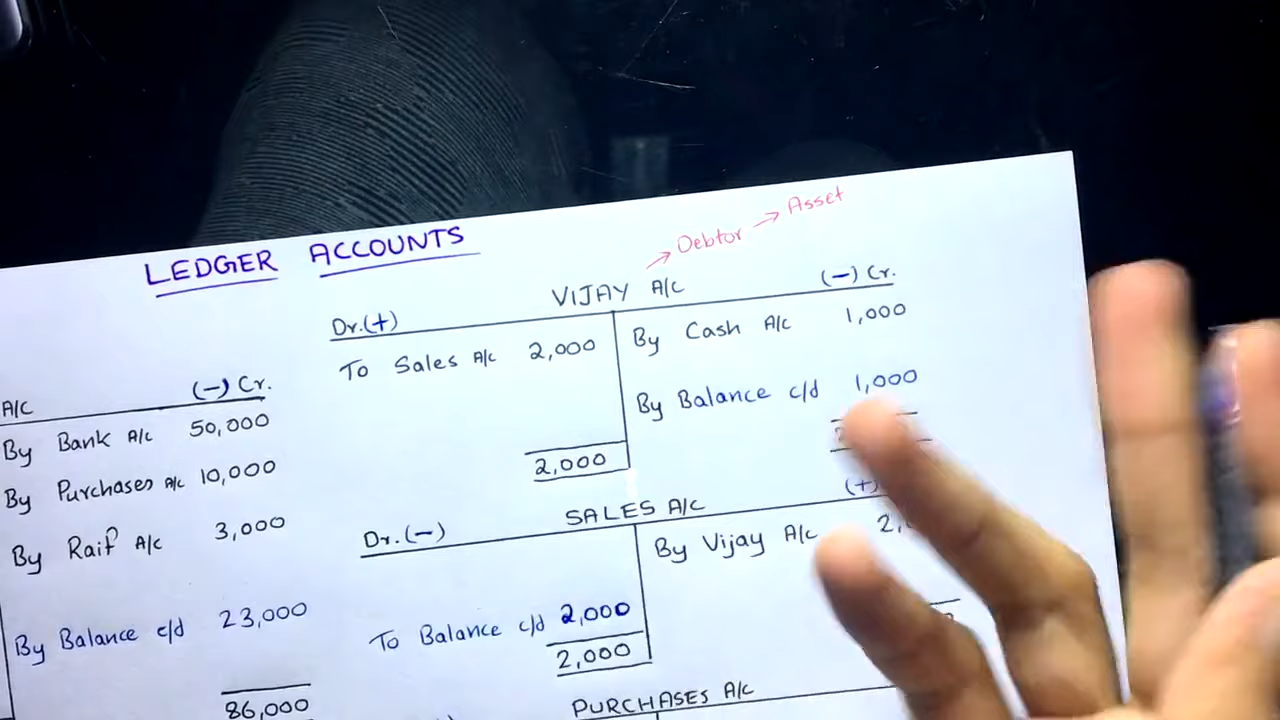 LEDGER ACCOUNTS
→ Debtor → Asset
VIJAY A/C
Dr.(+)
(−) Cr.
To Sales A/c 2,000
By Cash A/c 1,000
By Balance c/d 1,000
2,000
A/C
(−) Cr.
By Bank A/c 50,000
By Purchases A/c 10,000
By Raif A/c 3,000
By Balance c/d 23,000
86,000
SALES A/C
Dr.(−)
(+)
By Vijay A/c
To Balance c/d 2,000
2,000
PURCHASES A/C